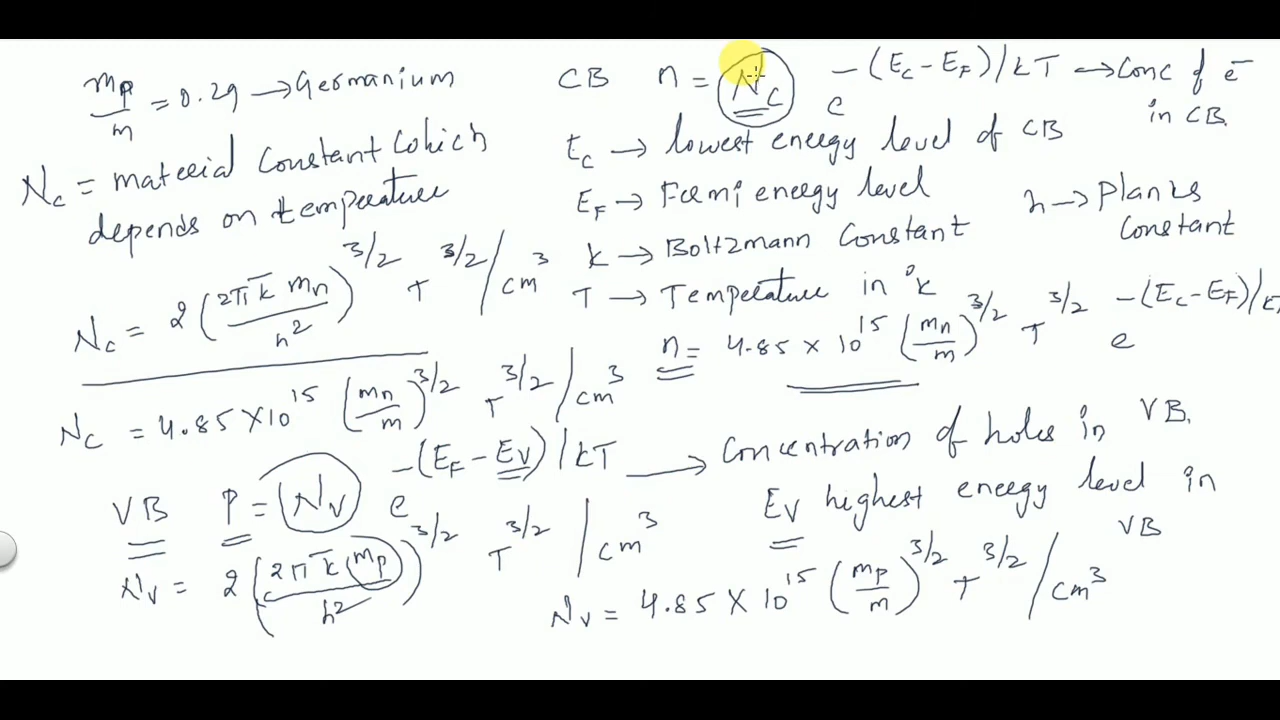 mp/m = 0.29 → Germanium
CB n = Nc e^-(Ec-EF)/kT → Conc of e⁻ in CB.
Nc = material Constant which depends on temperature
Ec → lowest energy level of CB
EF → Fermi energy level
h → Planks Constant
k → Boltzmann Constant
T → Temperature in °k
Nc = 2 (2π k̅ mn / h²)^3/2 T^3/2 / cm³
n = 4.85 × 10^15 (mn/m)^3/2 T^3/2 e^-(Ec-EF)/k
Nc = 4.85 × 10^15 (mn/m)^3/2 T^3/2 / cm³
VB P = Nv e^-(EF-Ev)/kT → Concentration of holes in VB.
Ev highest energy level in VB
Nv = 2 (2π k̅ mp / h²)^3/2 T^3/2 / cm³
Nv = 4.85 × 10^15 (mp/m)^3/2 T^3/2 / cm³